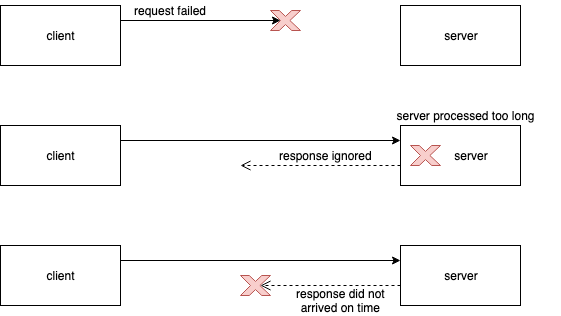 request failed
client
server
server processed too long
client
response ignored
server
client
server
response did not
arrived on time